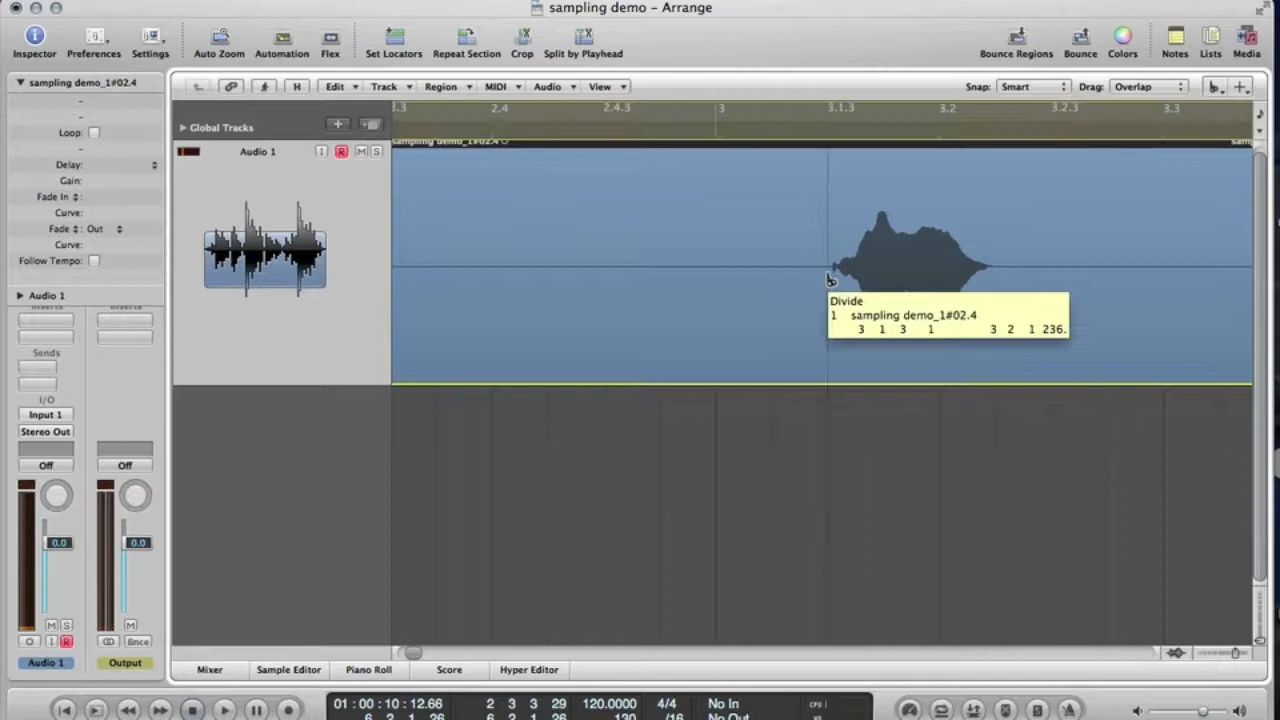 sampling demo - Arrange
Inspector Preferences Settings Auto Zoom Automation Flex Set Locators Repeat Section Crop Split by Playhead Bounce Regions Bounce Colors Notes Lists Media
sampling demo_1#02.4
H Edit Track Region MIDI Audio View Snap: Smart Drag: Overlap
2.4 2.4.3 3 3.1.3 3.2 3.2.3 3.3
Global Tracks
Audio 1 I R M S
sampling demo_1#02.4
Loop:
Delay:
Gain:
Fade In
Curve:
Fade : Out
Curve:
Follow Tempo:
Audio 1
Divide
1 sampling demo_1#02.4
3 1 3 1 3 2 1 236.
Sends
I/O
Input 1
Stereo Out
Off Off
0.0 0.0
M S M
I R Bnce
Audio 1 Output
Mixer Sample Editor Piano Roll Score Hyper Editor
01 : 00 : 10 : 12.66 2 3 3 29 120.0000 4/4 No In CPU
6 2 1 26 6 2 1 26 130 /16 No Out